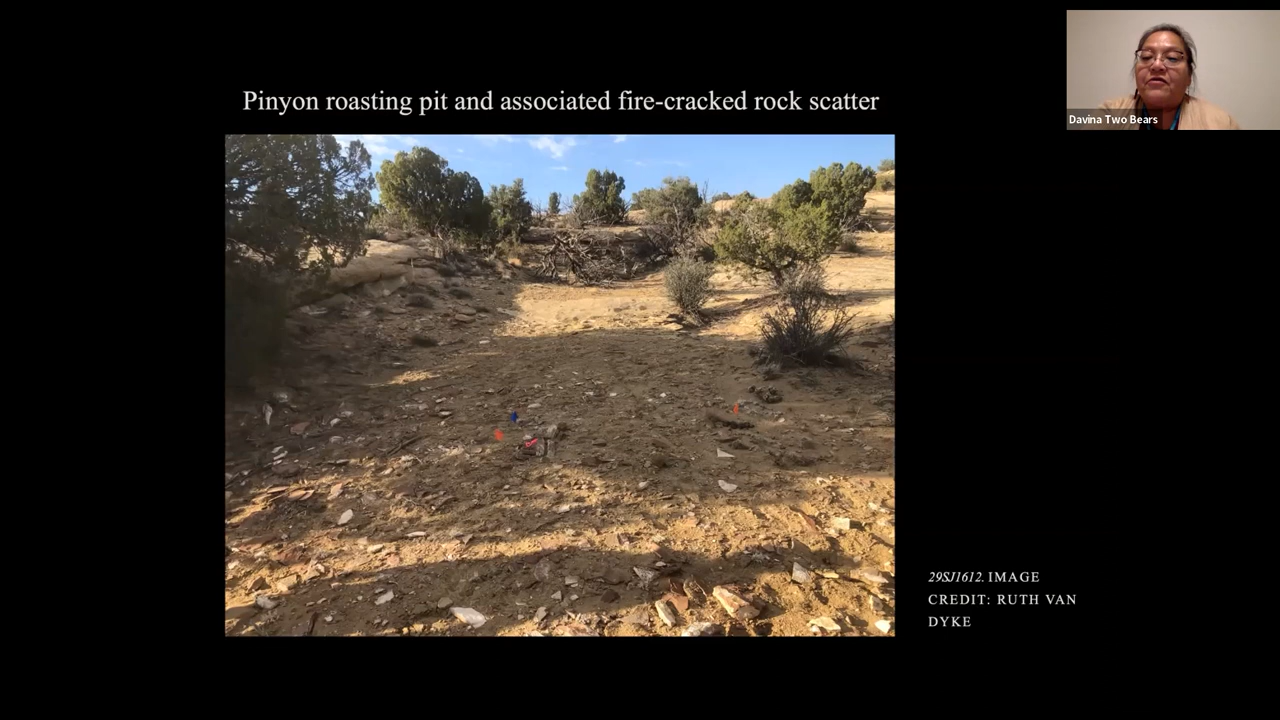 Pinyon roasting pit and associated fire-cracked rock scatter
Davina Two Bears
29SJ1612. IMAGE
CREDIT: RUTH VAN
DYKE